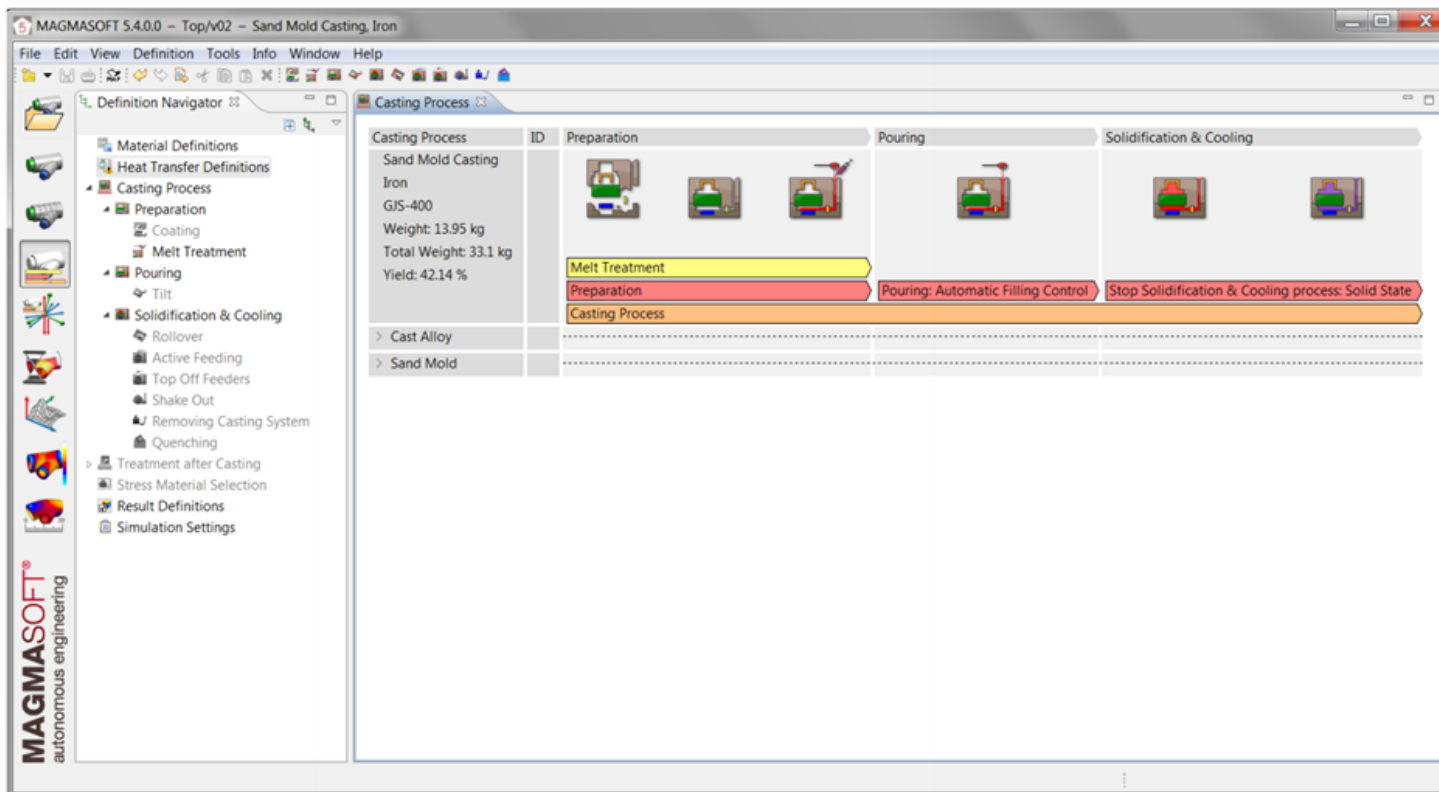 MAGMASOFT 5.4.0.0 – Top/v02 – Sand Mold Casting, Iron
File Edit View Definition Tools Info Window Help
Definition Navigator
Material Definitions
Heat Transfer Definitions
Casting Process
Preparation
Coating
Melt Treatment
Pouring
Tilt
Solidification & Cooling
Rollover
Active Feeding
Top Off Feeders
Shake Out
Removing Casting System
Quenching
Treatment after Casting
Stress Material Selection
Result Definitions
Simulation Settings
MAGMASOFT®
autonomous engineering
Casting Process
Casting Process ID Preparation Pouring Solidification & Cooling
Sand Mold Casting
Iron
GJS-400
Weight: 13.95 kg
Total Weight: 33.1 kg
Yield: 42.14 %
Melt Treatment
Preparation Pouring: Automatic Filling Control Stop Solidification & Cooling process: Solid State
Casting Process
Cast Alloy
Sand Mold